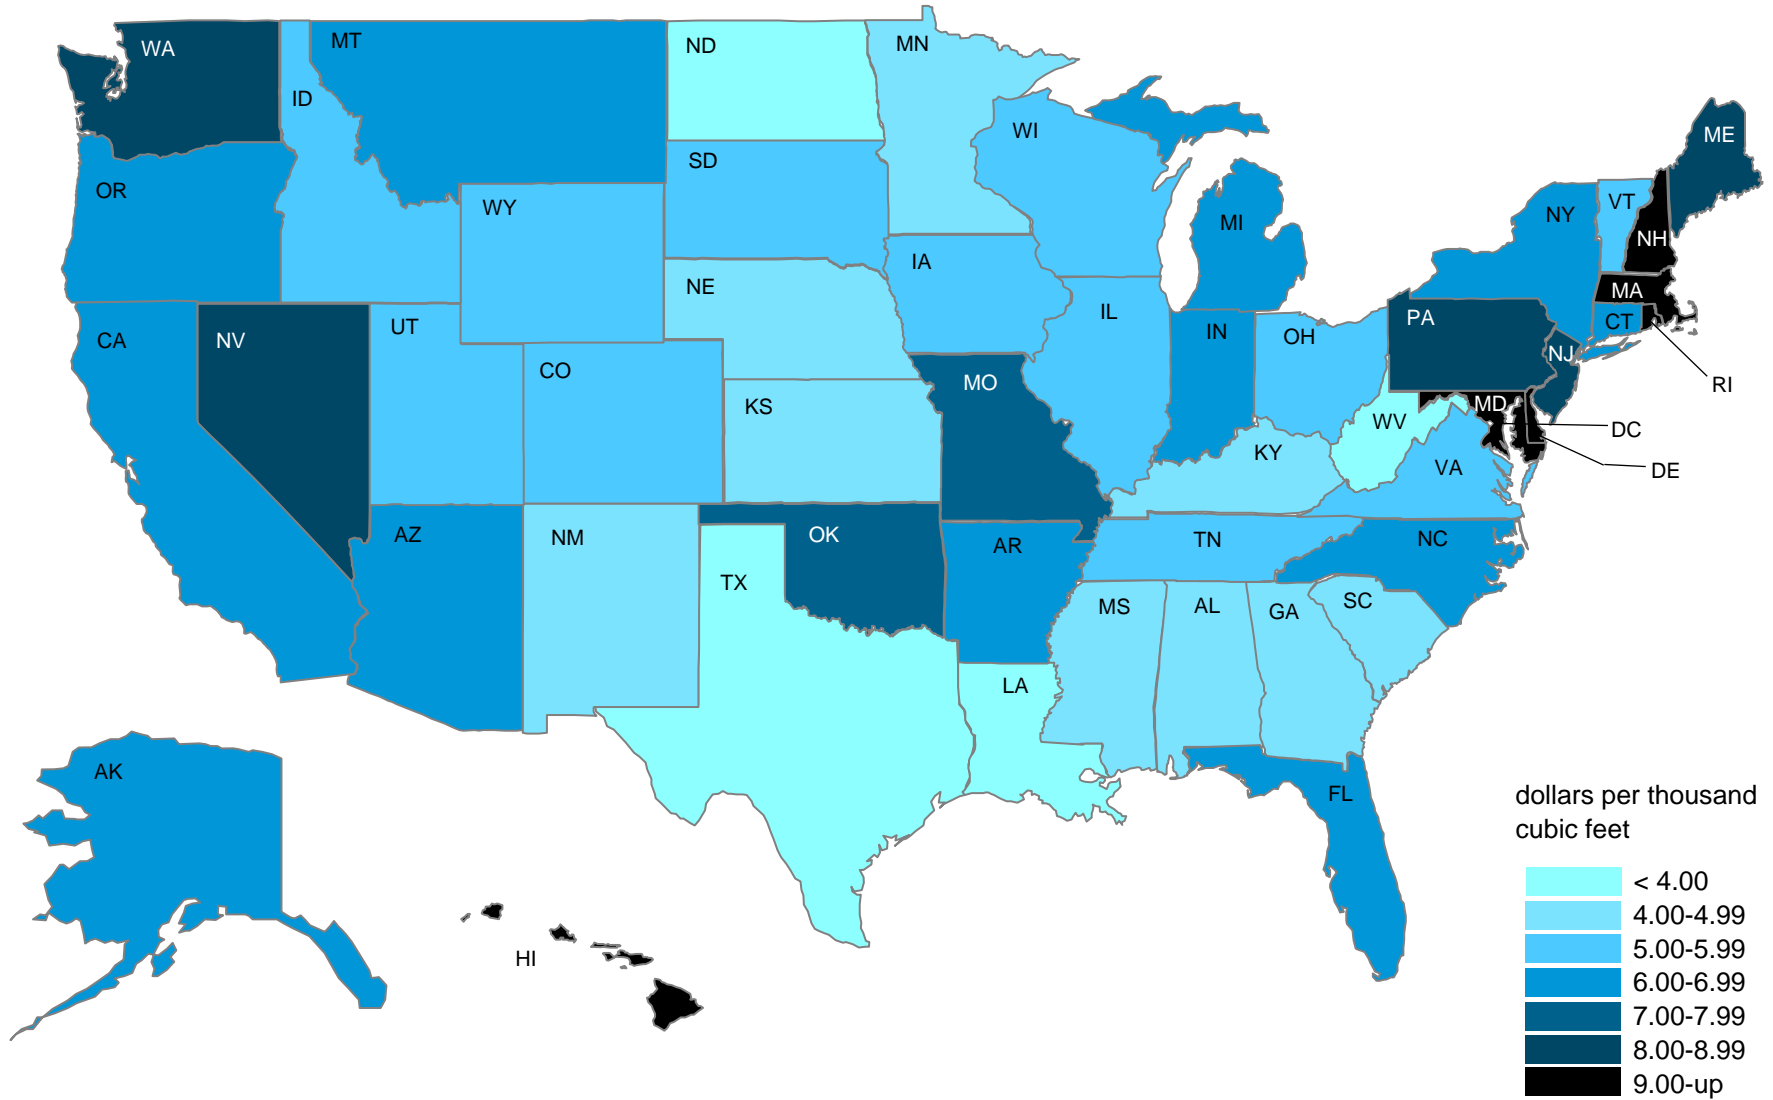 WA
MT
ND
MN
ID
WI
ME
SD
OR
WY
VT
NY
MI
NH
IA
NE
MA
IL
PA
CT
UT
IN
OH
CA
NV
NJ
CO
MO
RI
KS
MD
WV
DC
KY
VA
DE
AZ
NM
OK
AR
TN
NC
TX
MS
AL
GA
SC
LA
AK
FL
HI
dollars per thousand
cubic feet
< 4.00
4.00-4.99
5.00-5.99
6.00-6.99
7.00-7.99
8.00-8.99
9.00-up